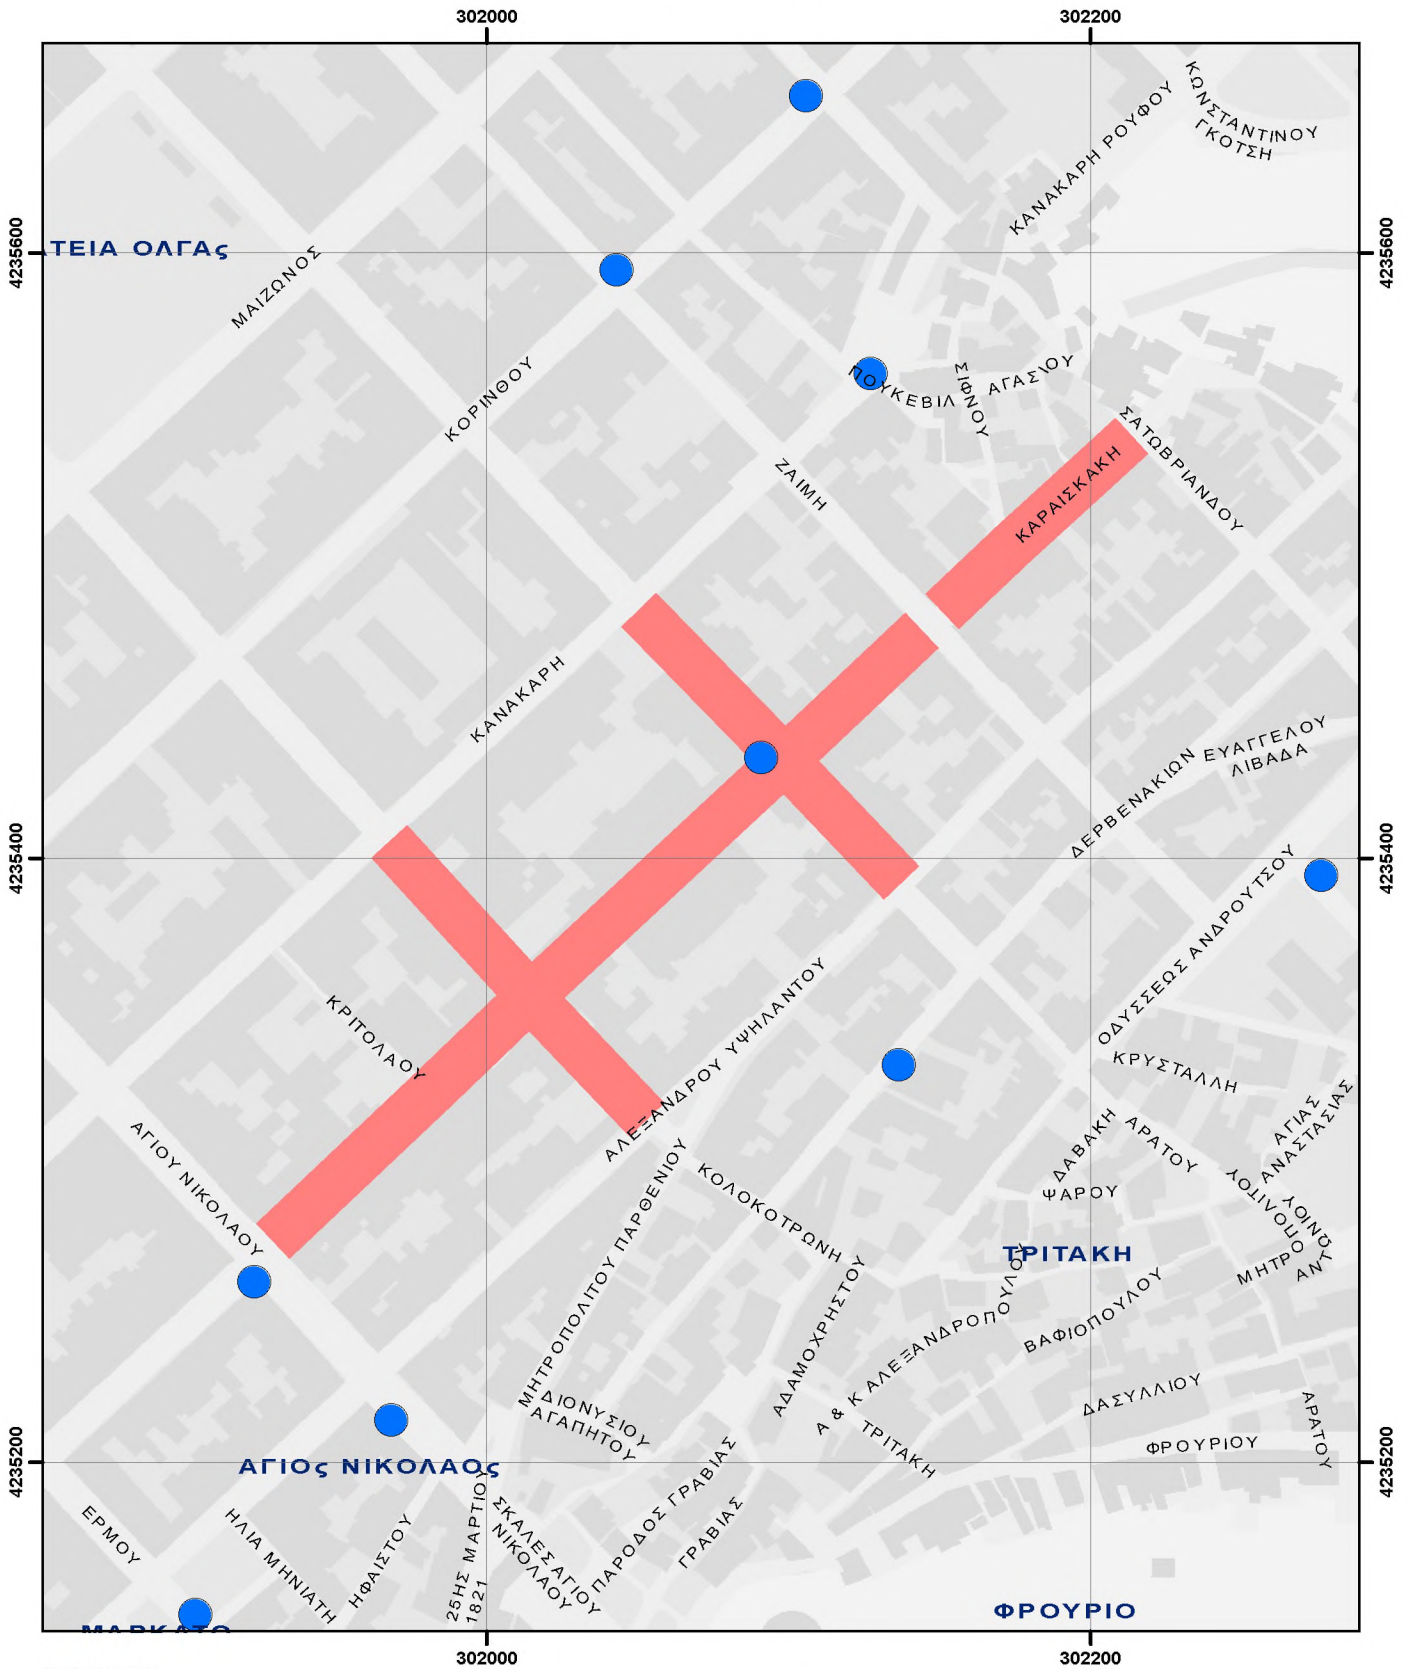 302000
302200
ΚΩΝΣΤΑΝΤΙΝΟΥ
ΓΚΟΤΣΗ
ΚΑΝΑΚΑΡΗ ΡΟΥΦΟΥ
4235600
4235600
ΤΕΙΑ ΟΛΓΑς
ΜΑΙΖΩΝΟΣ
ΚΟΡΙΝΘΟΥ
ΠΟΥΚΕΒΙΛ
ΣΙΦΝΟΥ
ΑΓΑΣΙΟΥ
ΣΑΤΩΒΡΙΑΝΔΟΥ
ΖΑΙΜΗ
ΚΑΡΑΙΣΚΑΚΗ
ΚΑΝΑΚΑΡΗ
ΔΕΡΒΕΝΑΚΙΩΝ
ΕΥΑΓΓΕΛΟΥ
ΛΙΒΑΔΑ
4235400
4235400
ΟΔΥΣΣΕΩΣ ΑΝΔΡΟΥΤΣΟΥ
ΚΡΙΤΟΛΑΟΥ
ΑΛΕΞΑΝΔΡΟΥ ΥΨΗΛΑΝΤΟΥ
ΚΡΥΣΤΑΛΛΗ
ΑΓΙΑΣ
ΑΝΑΣΤΑΣΙΑΣ
ΑΓΙΟΥ ΝΙΚΟΛΑΟΥ
ΔΑΒΑΚΗ
ΑΡΑΤΟΥ
ΨΑΡΟΥ
ΚΟΛΟΚΟΤΡΩΝΗ
ΜΗΤΡΟΠΟΛΙΤΟΥ
ΑΝΤΩΝΙΟΥ
ΤΡΙΤΑΚΗ
ΜΗΤΡΟΠΟΛΙΤΟΥ ΠΑΡΘΕΝΙΟΥ
ΑΔΑΜΟΧΡΗΣΤΟΥ
Α & Κ ΑΛΕΞΑΝΔΡΟΠΟΥΛΟΥ
ΒΑΦΙΟΠΟΥΛΟΥ
ΔΙΟΝΥΣΙΟΥ
ΑΓΑΠΗΤΟΥ
ΔΑΣΥΛΛΙΟΥ
ΑΡΑΤΟΥ
ΤΡΙΤΑΚΗ
ΦΡΟΥΡΙΟΥ
4235200
4235200
ΑΓΙΟς ΝΙΚΟΛΑΟς
ΕΡΜΟΥ
ΗΛΙΑ ΜΗΝΙΑΤΗ
ΗΦΑΙΣΤΟΥ
25ΗΣ ΜΑΡΤΙΟΥ
1821
ΣΚΑΛΕΣ ΑΓΙΟΥ
ΝΙΚΟΛΑΟΥ
ΠΑΡΟΔΟΣ ΓΡΑΒΙΑΣ
ΓΡΑΒΙΑΣ
ΦΡΟΥΡΙΟ
ΜΑΡΚΑΤΟ
302000
302200